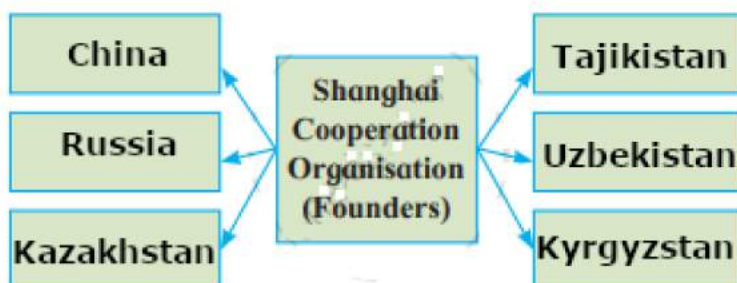 China
Russia
Kazakhstan
Shanghai
Cooperation
Organisation
(Founders)
Tajikistan
Uzbekistan
Kyrgyzstan